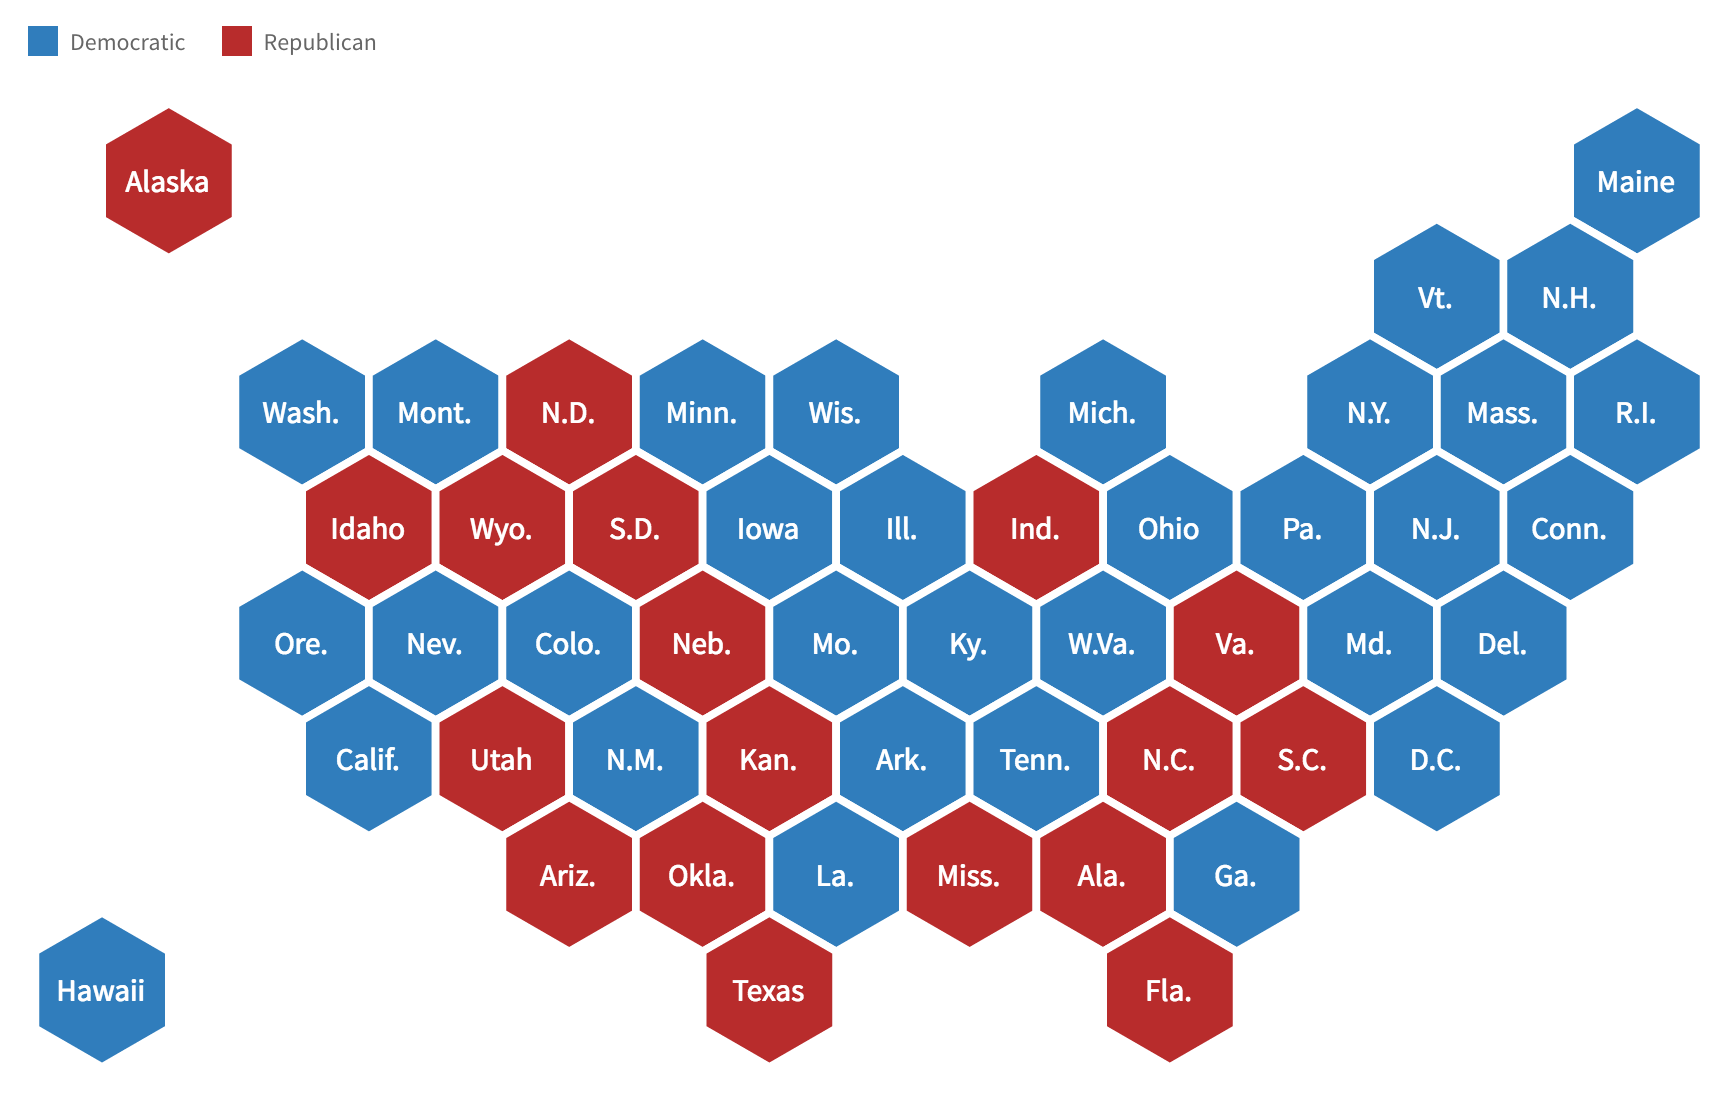 Democratic Republican
Alaska Maine
Vt. N.H.
Wash. Mont. N.D. Minn. Wis. Mich. N.Y. Mass. R.I.
Idaho Wyo. S.D. Iowa Ill. Ind. Ohio Pa. N.J. Conn.
Ore. Nev. Colo. Neb. Mo. Ky. W.Va. Va. Md. Del.
Calif. Utah N.M. Kan. Ark. Tenn. N.C. S.C. D.C.
Ariz. Okla. La. Miss. Ala. Ga.
Hawaii Texas Fla.